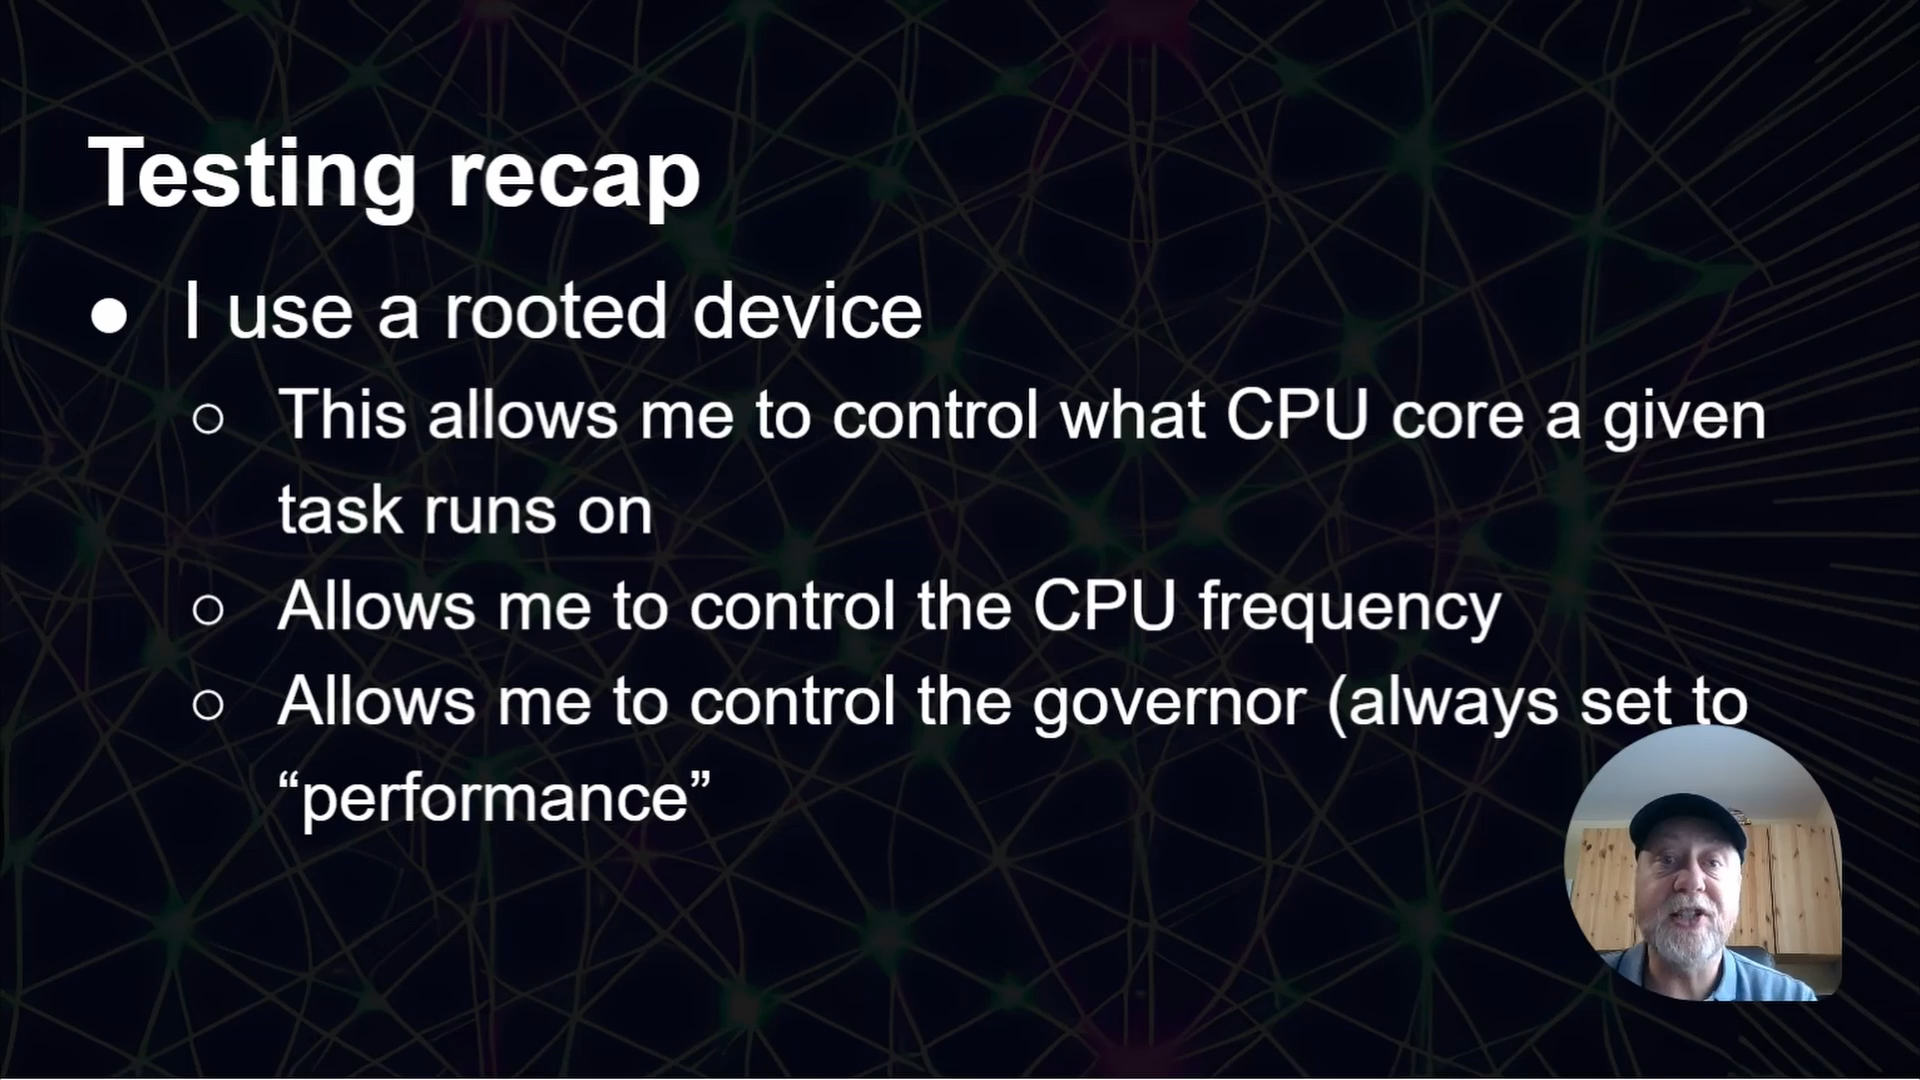 Testing recap
● I use a rooted device
○ This allows me to control what CPU core a given
task runs on
○ Allows me to control the CPU frequency
○ Allows me to control the governor (always set to
“performance”